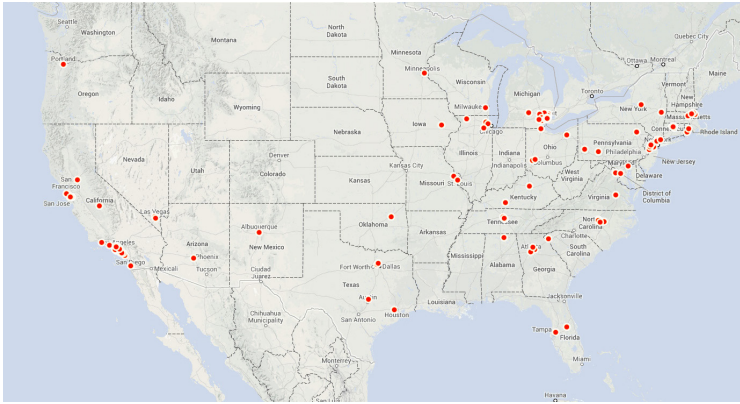 Seattle
Washington
Montana
North
Dakota
Minnesota
Quebec City
Ottawa
Montreal
Maine
Portland
Minneapolis
Wisconsin
Michigan
Toronto
Vermont
New
Hampshire
Oregon
Idaho
South
Dakota
Milwauke
New York
Massachusetts
Wyoming
Iowa
Chicago
Connecticut
Rhode Island
Nebraska
Pennsylvania
Nevada
Illinois
Indiana
Ohio
Philadelphia
New Jersey
Utah
Denver
Colorado
Kansas City
Indianapolis
Columbus
Maryland
Delaware
San
Francisco
San Jose
California
Kansas
Missouri
St. Louis
West
Virginia
Virginia
District of
Columbia
Kentucky
Las Vegas
Albuquerque
Oklahoma
Arkansas
Tennessee
North
Carolina
Charlotte
Angeles
Arizona
Phoenix
New Mexico
Atlanta
South
Carolina
San Diego
Mexicali
Tucson
Ciudad
Juarez
Fort Worth
Dallas
Mississippi
Alabama
Georgia
Texas
Austin
Louisiana
Jacksonville
Chihuahua
Municipality
San Antonio
Houston
Tampa
Florida
Monterrey
Miami
Havana
San Luis